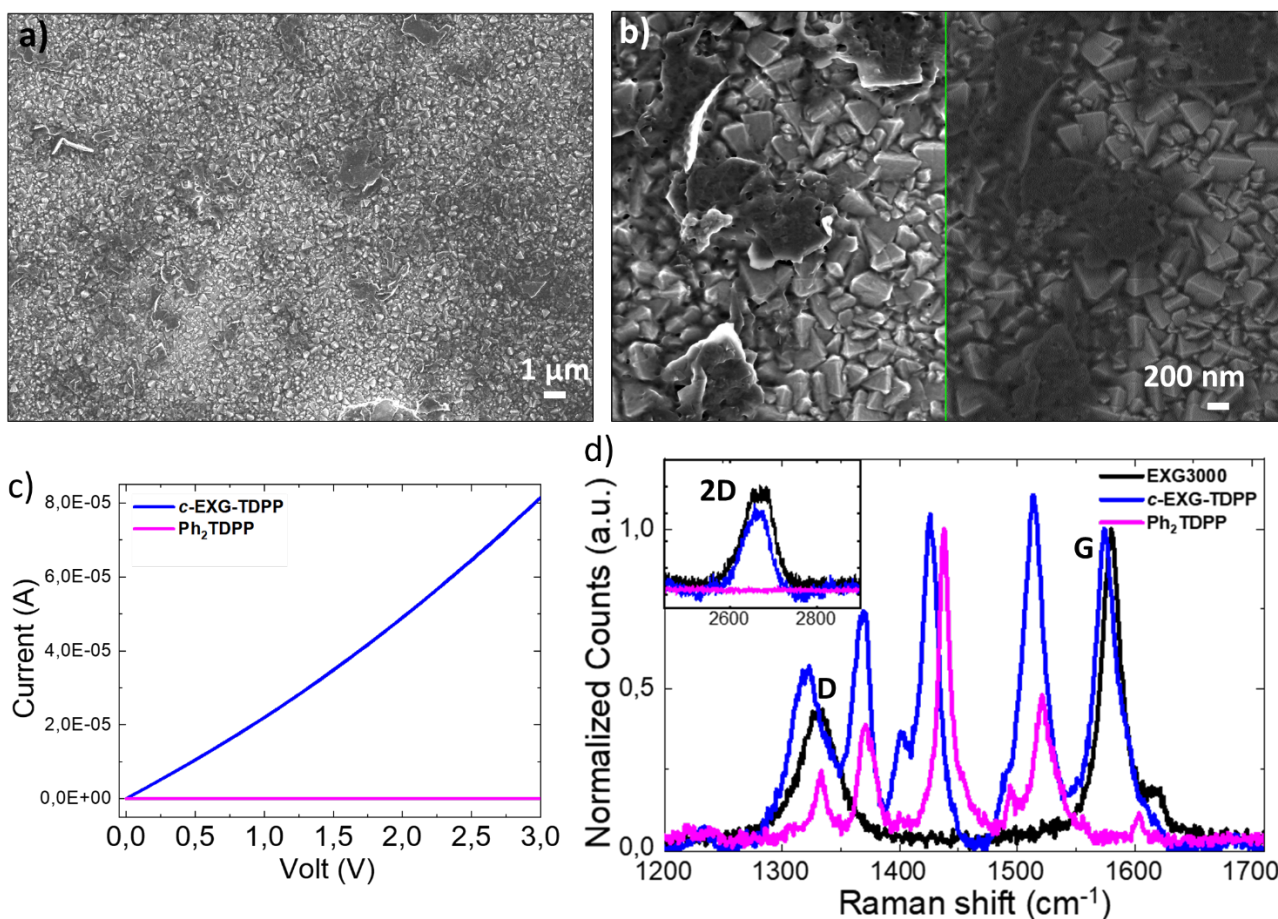 a)
1 µm
b)
200 nm
c)
8,0E-05
6,0E-05
4,0E-05
2,0E-05
0,0E+00
Current (A)
c-EXG-TDPP
Ph₂TDPP
0,0 0,5 1,0 1,5 2,0 2,5 3,0
Volt (V)
d)
2D
2600 2800
EXG3000
c-EXG-TDPP
Ph₂TDPP
D
G
1,0
0,5
0,0
Normalized Counts (a.u.)
1200 1300 1400 1500 1600 1700
Raman shift (cm⁻¹)